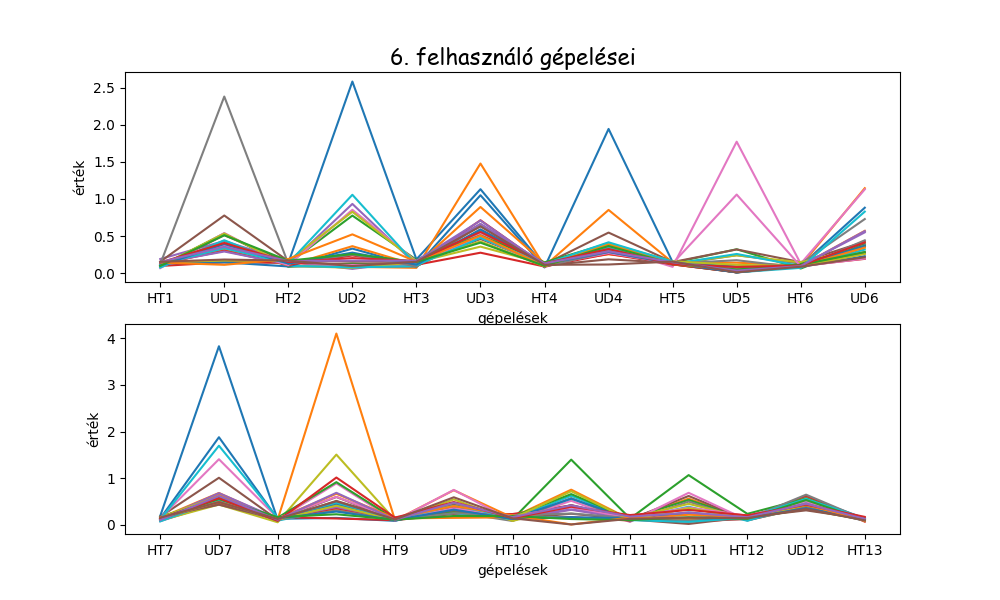 6. felhasználó gépelései
2.5
2.0
1.5
1.0
0.5
0.0
érték
HT1 UD1 HT2 UD2 HT3 UD3 HT4 UD4 HT5 UD5 HT6 UD6
gépelések
4
3
2
1
0
érték
HT7 UD7 HT8 UD8 HT9 UD9 HT10 UD10 HT11 UD11 HT12 UD12 HT13
gépelések